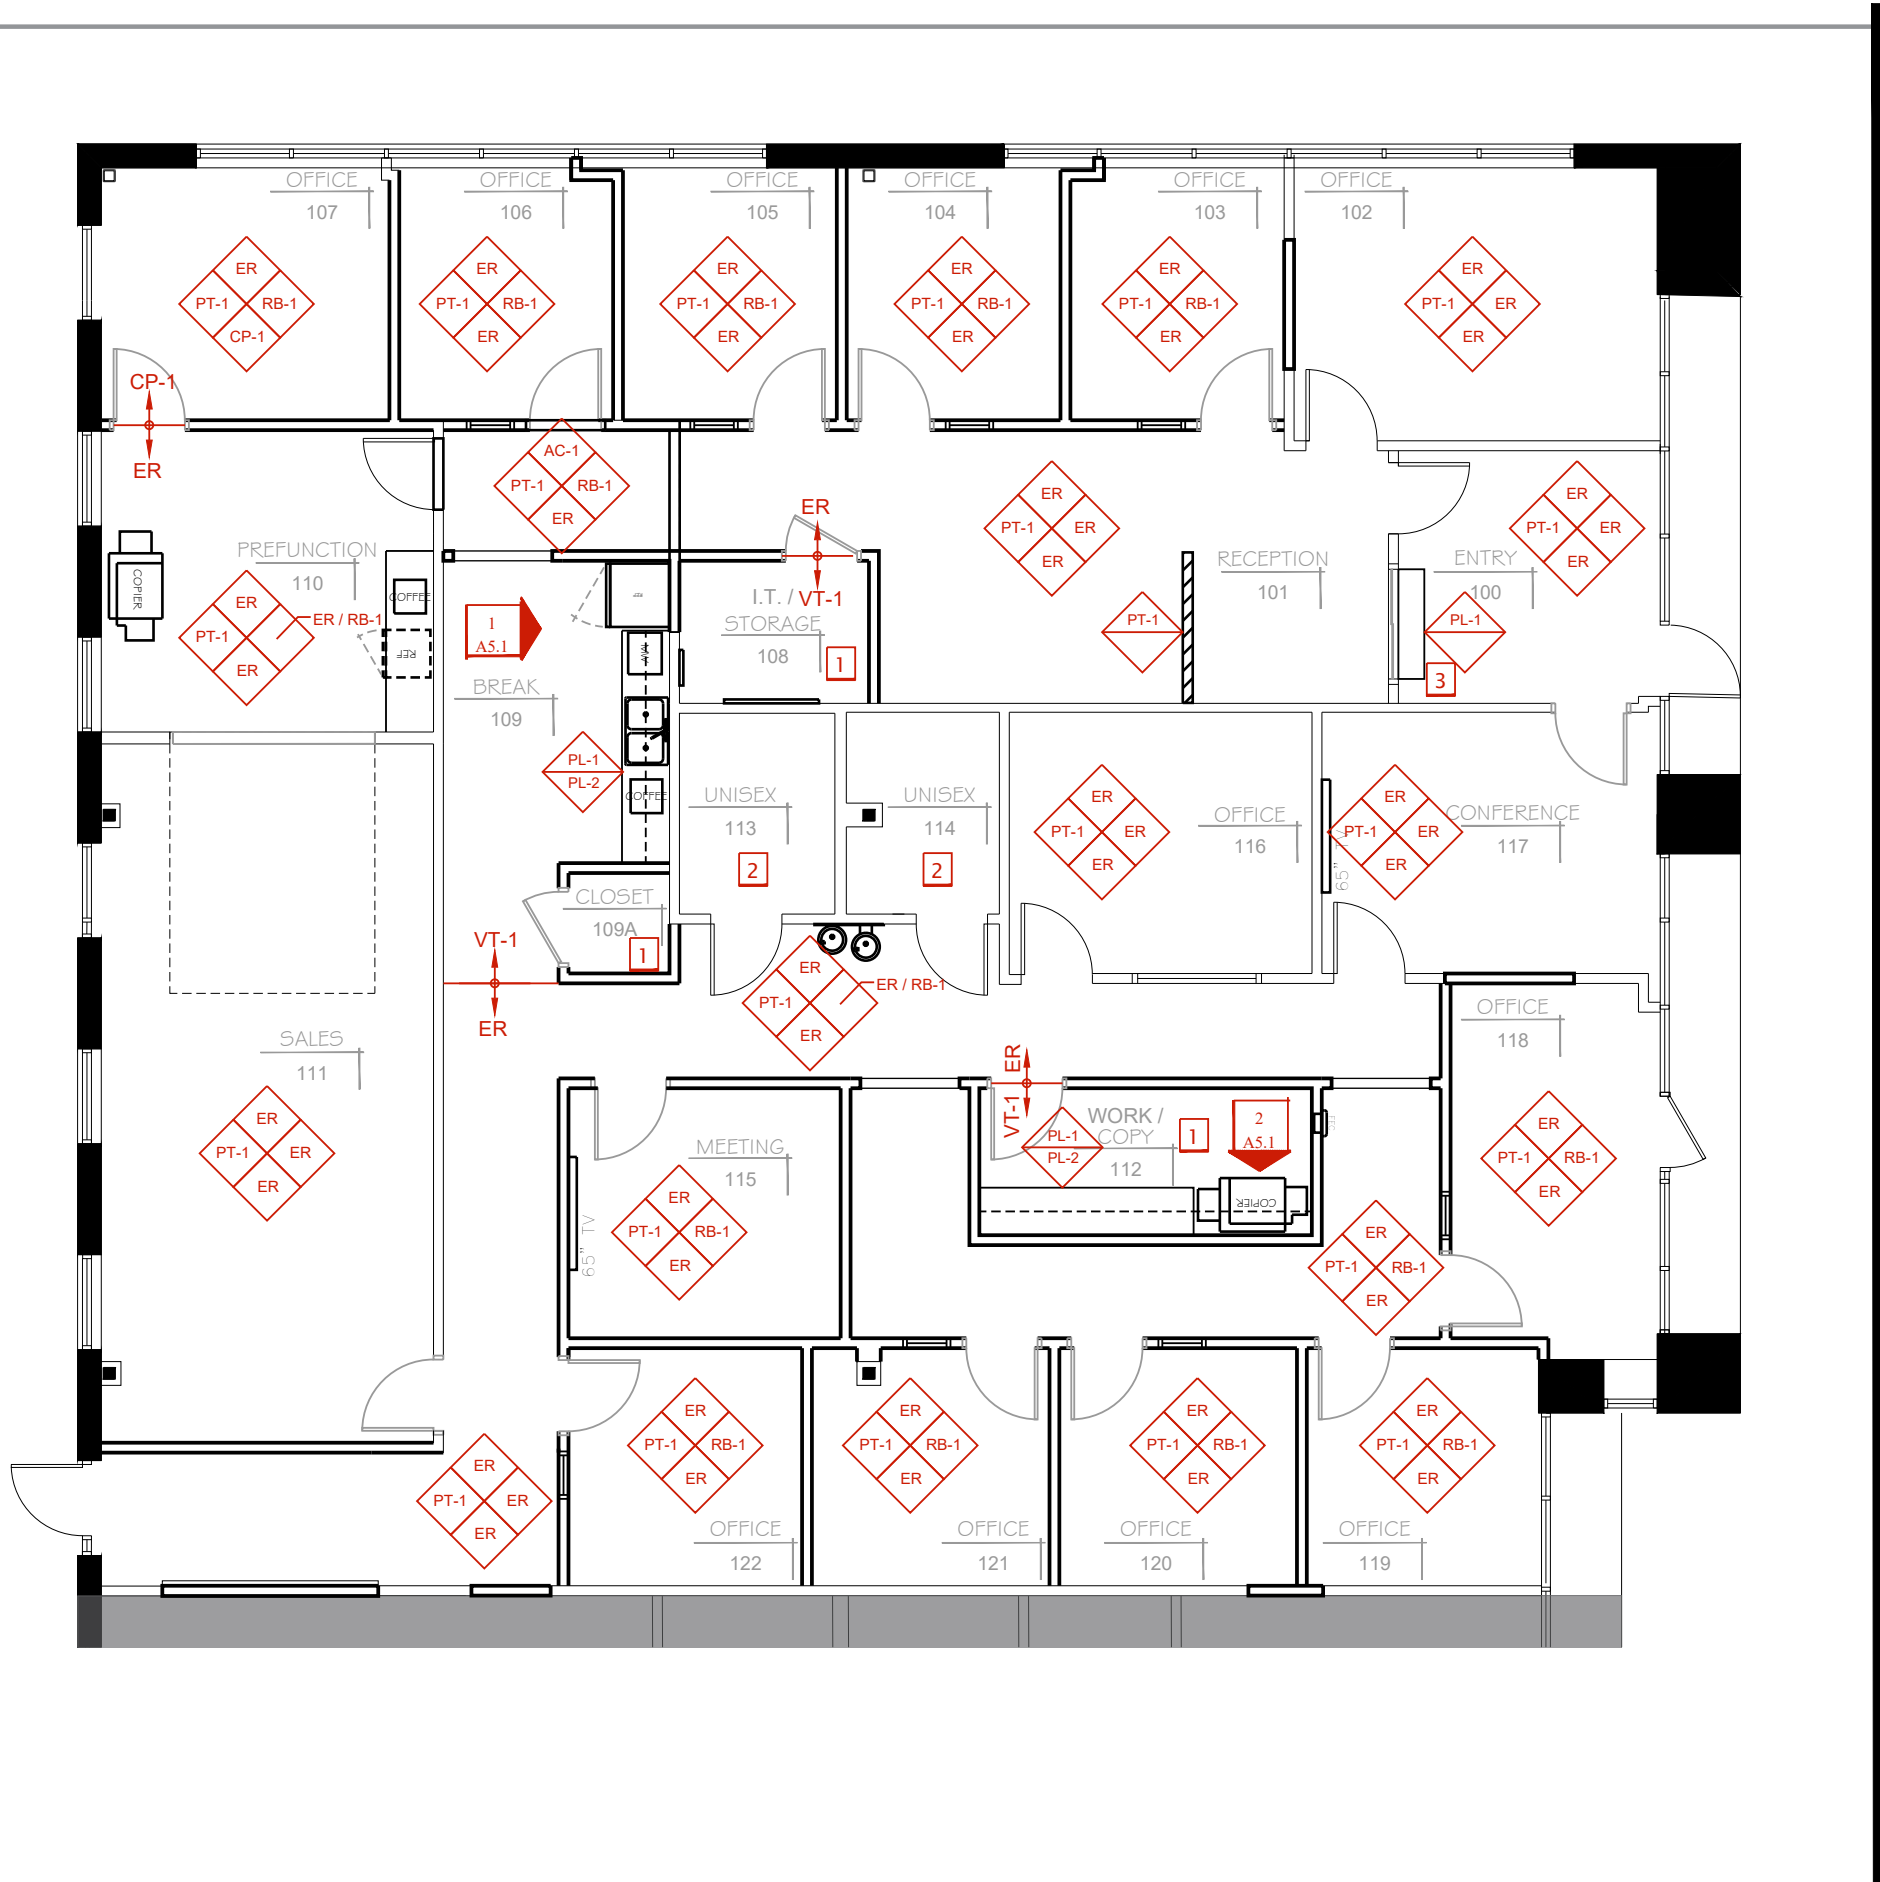 OFFICE
107
OFFICE
106
OFFICE
105
OFFICE
104
OFFICE
103
OFFICE
102
ER
PT-1 RB-1
CP-1
ER
PT-1 RB-1
ER
ER
PT-1 RB-1
ER
ER
PT-1 RB-1
ER
ER
PT-1 RB-1
ER
ER
PT-1 ER
ER
CP-1
ER
AC-1
PT-1 RB-1
ER
ER
VT-1
ER
PT-1 ER
ER
ER
PT-1 ER
ER
PREFUNCTION
110
COPIER
COFFEE
REF
ER
PT-1
ER
ER / RB-1
1
A5.1
REF
BREAK
109
I.T. /
STORAGE
108
1
RECEPTION
101
PT-1
ENTRY
100
PL-1
3
PL-1
PL-2
COFFEE
UNISEX
113
2
UNISEX
114
2
ER
PT-1 ER
ER
OFFICE
116
ER
PT-1 ER
ER
65" TV
CONFERENCE
117
CLOSET
109A
1
VT-1
ER
ER
PT-1
ER
ER / RB-1
SALES
111
ER
PT-1 ER
ER
OFFICE
118
ER
PT-1 RB-1
ER
ER
VT-1
WORK /
COPY
112
PL-1
PL-2
1
2
A5.1
COPIER
MEETING
115
65" TV
ER
PT-1 RB-1
ER
ER
PT-1 RB-1
ER
ER
PT-1 ER
ER
ER
PT-1 RB-1
ER
OFFICE
122
ER
PT-1 RB-1
ER
OFFICE
121
ER
PT-1 RB-1
ER
OFFICE
120
ER
PT-1 RB-1
ER
OFFICE
119